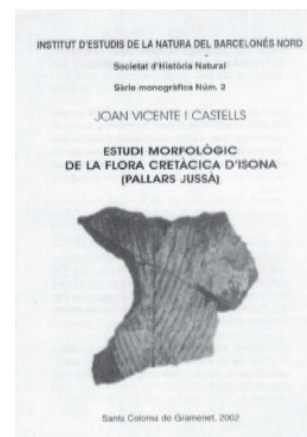 INSTITUT D'ESTUDIS DE LA NATURA DEL BARCELONÉS NORD
Societat d'Història Natural
Sèrie monogràfica Núm. 2
JOAN VICENTE I CASTELLS
ESTUDI MORFOLÒGIC
DE LA FLORA CRETÀCICA D'ISONA
(PALLARS JUSSÀ)
Santa Coloma de Gramenet, 2002